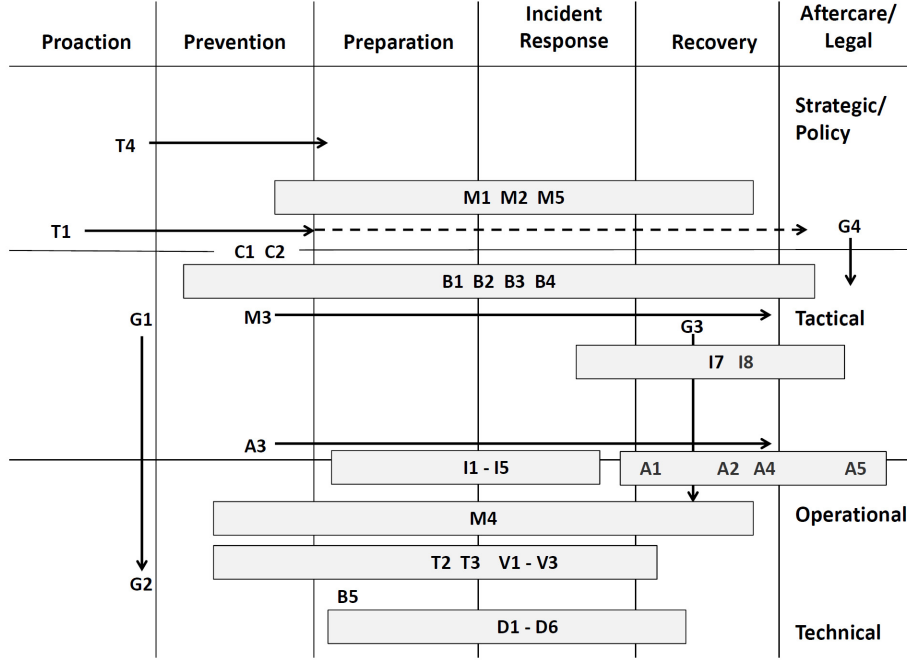 Proaction
Prevention
Preparation
Incident
Response
Recovery
Aftercare/
Legal
Strategic/
Policy
T4
M1 M2 M5
T1
G4
C1 C2
B1 B2 B3 B4
G1
M3
Tactical
G3
I7 I8
A3
I1 - I5
A1 A2 A4 A5
M4
Operational
T2 T3 V1 - V3
G2
B5
D1 - D6
Technical